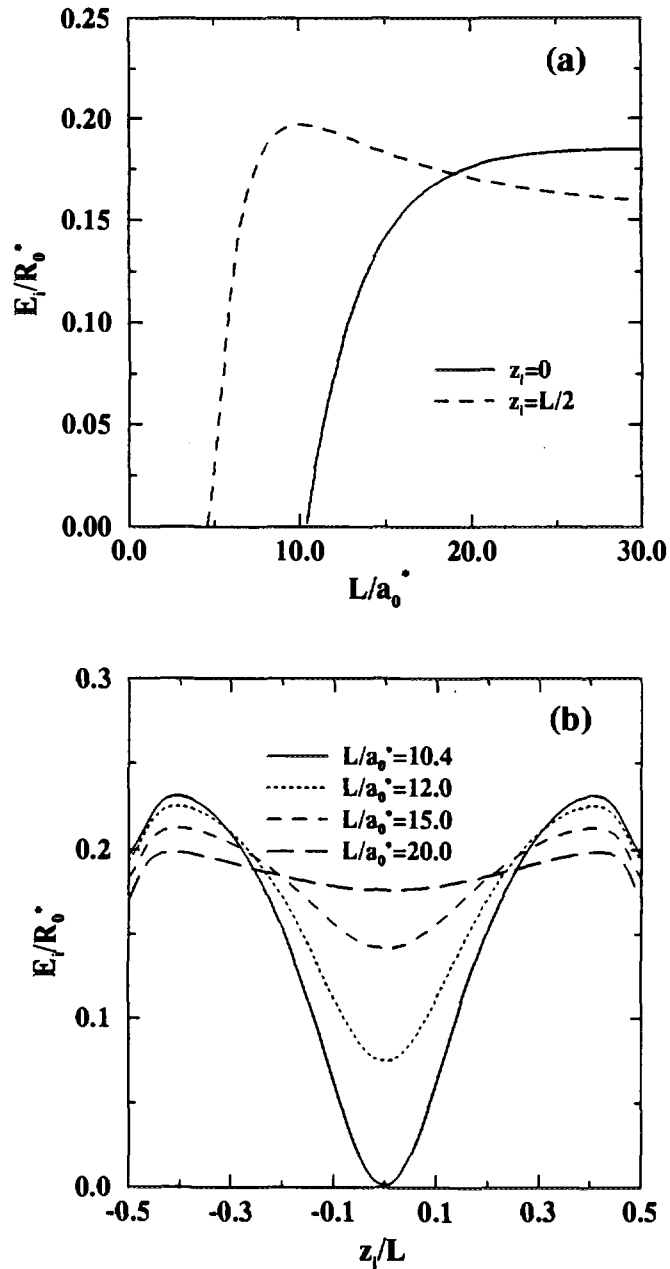 0.25
(a)
0.20
0.15
0.10
0.05
0.00
E_i/R_0^*
z_i=0
z_i=L/2
0.0 10.0 20.0 30.0
L/a_0^*
0.3
(b)
L/a_0^*=10.4
L/a_0^*=12.0
L/a_0^*=15.0
L/a_0^*=20.0
0.2
0.1
0.0
E_i/R_0^*
-0.5 -0.3 -0.1 0.1 0.3 0.5
z_i/L